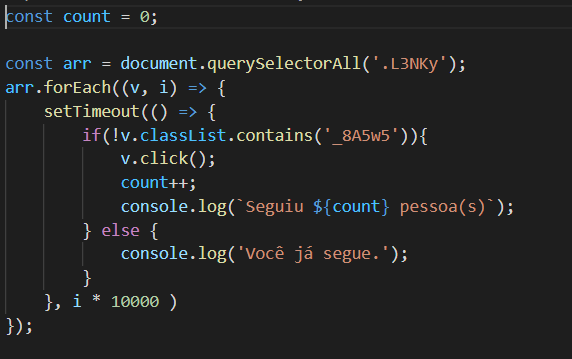 const count = 0;
const arr = document.querySelectorAll('.L3NKy');
arr.forEach((v, i) => {
setTimeout(() => {
if(!v.classList.contains('_8A5w5')){
v.click();
count++;
console.log(`Seguiu ${count} pessoa(s)`);
} else {
console.log('Você já segue.');
}
}, i * 10000 )
});